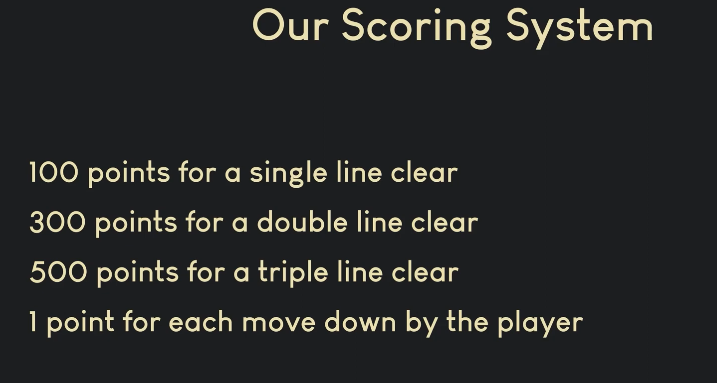 Our Scoring System
100 points for a single line clear
300 points for a double line clear
500 points for a triple line clear
1 point for each move down by the player